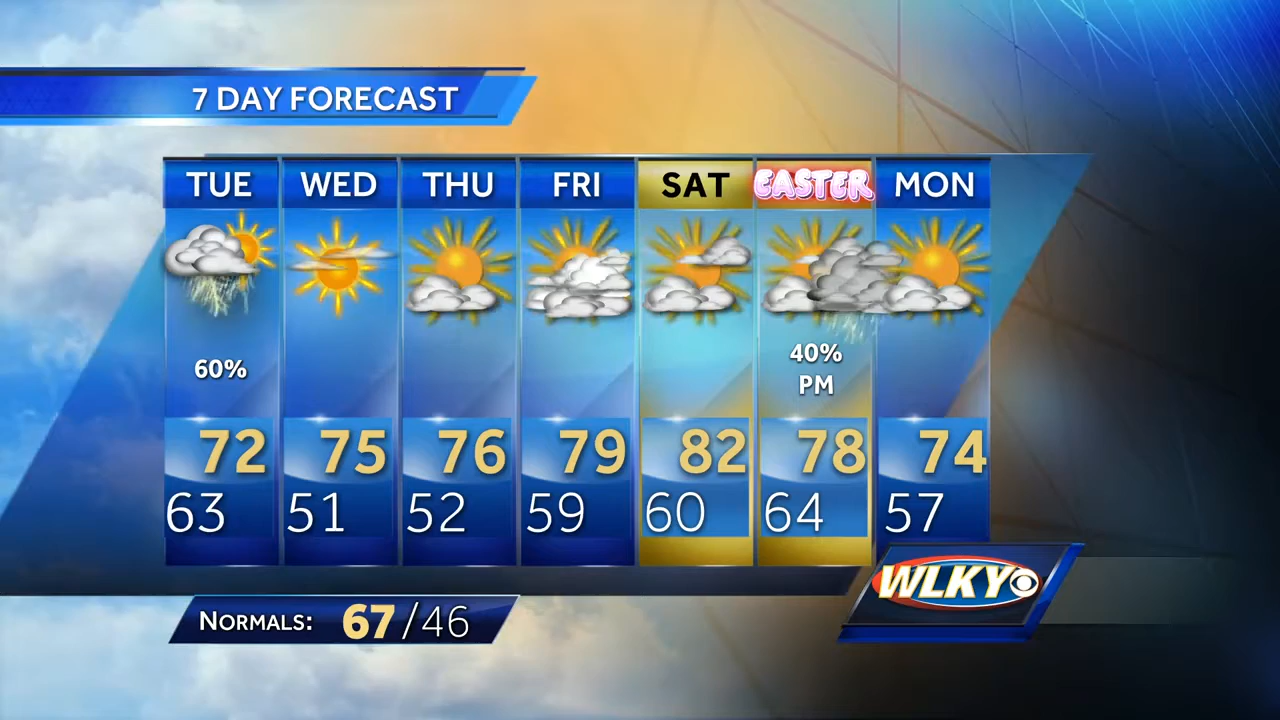 7 DAY FORECAST
TUE WED THU FRI SAT EASTER MON
60%
40%
PM
72 75 76 79 82 78 74
63 51 52 59 60 64 57
WLKY
NORMALS: 67/46